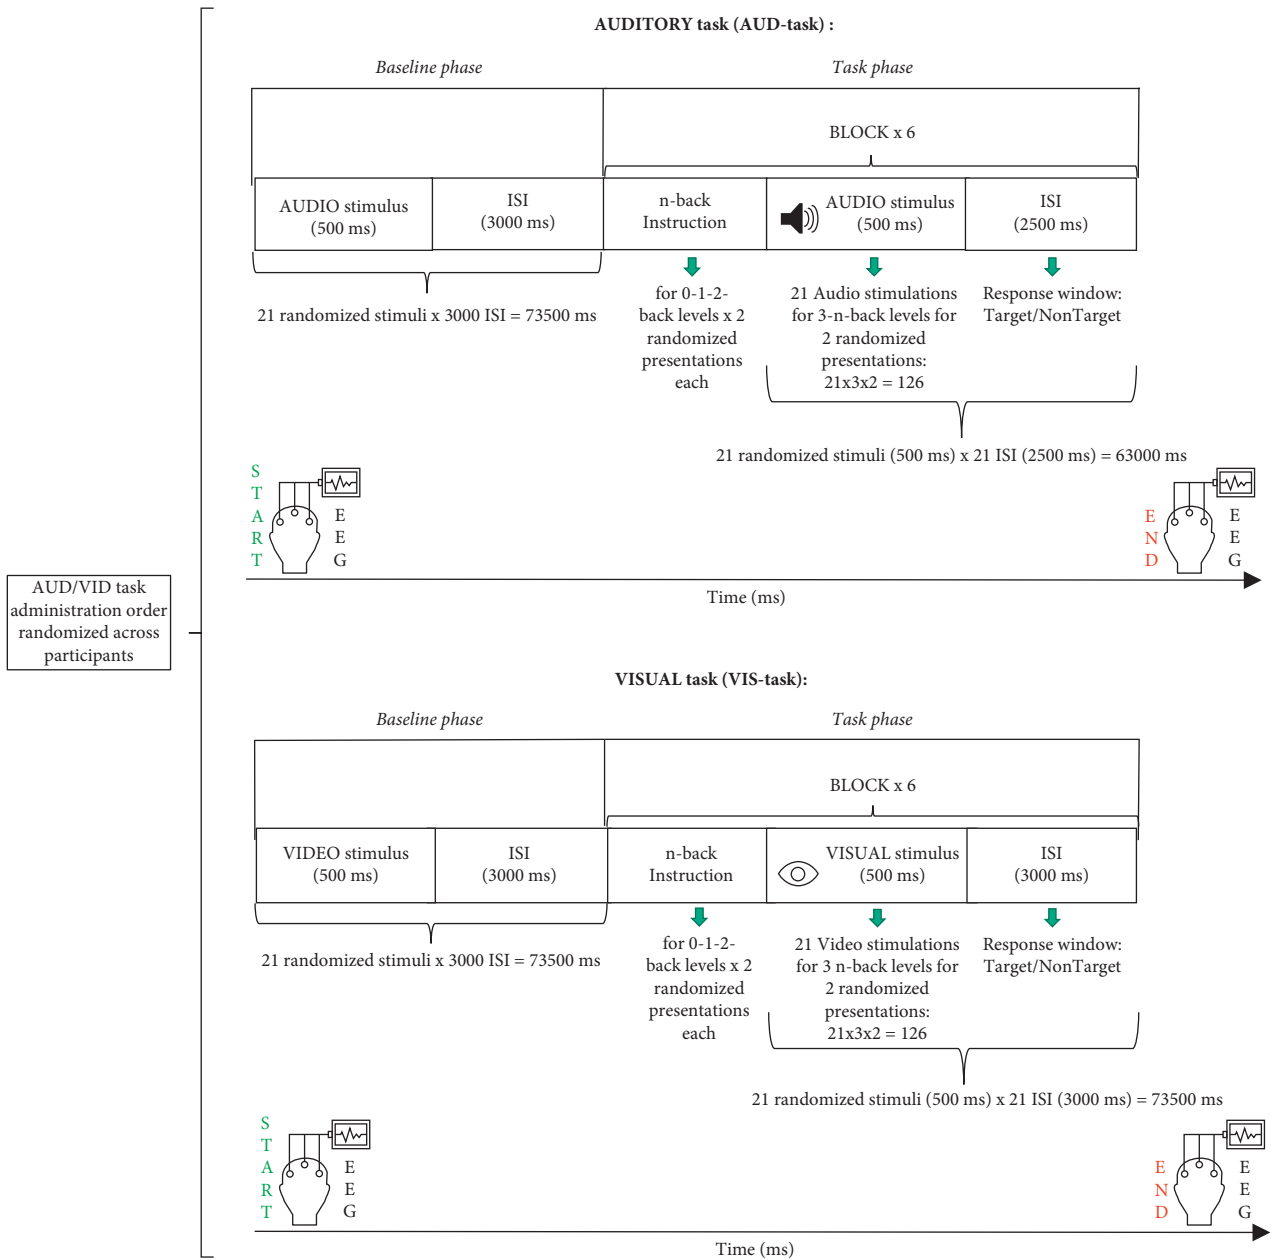 AUDITORY task (AUD-task) :
Baseline phase
Task phase
BLOCK x 6
AUDIO stimulus
(500 ms)
ISI
(3000 ms)
n-back
Instruction
AUDIO stimulus
(500 ms)
ISI
(2500 ms)
21 randomized stimuli x 3000 ISI = 73500 ms
for 0-1-2-
back levels x 2
randomized
presentations
each
21 Audio stimulations
for 3-n-back levels for
2 randomized
presentations:
21x3x2 = 126
Response window:
Target/NonTarget
21 randomized stimuli (500 ms) x 21 ISI (2500 ms) = 63000 ms
START
EEG
END
EEG
Time (ms)
AUD/VID task
administration order
randomized across
participants
VISUAL task (VIS-task):
Baseline phase
Task phase
BLOCK x 6
VIDEO stimulus
(500 ms)
ISI
(3000 ms)
n-back
Instruction
VISUAL stimulus
(500 ms)
ISI
(3000 ms)
21 randomized stimuli x 3000 ISI = 73500 ms
for 0-1-2-
back levels x 2
randomized
presentations
each
21 Video stimulations
for 3 n-back levels for
2 randomized
presentations:
21x3x2 = 126
Response window:
Target/NonTarget
21 randomized stimuli (500 ms) x 21 ISI (3000 ms) = 73500 ms
START
EEG
END
EEG
Time (ms)